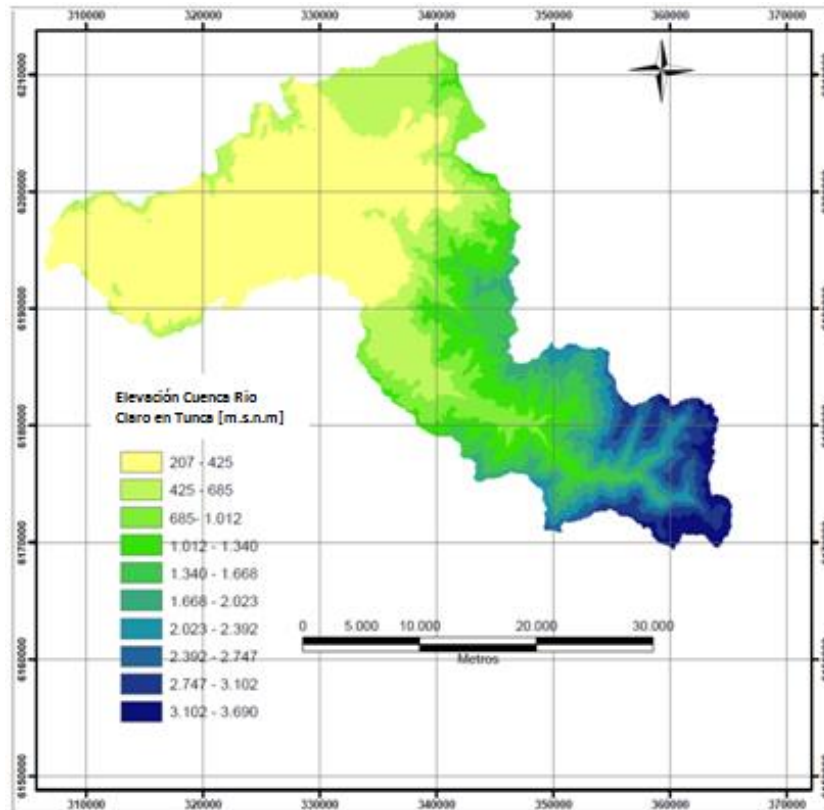 310000 320000 330000 340000 350000 360000 370000
6210000
6200000
6190000
6180000
6170000
6160000
6150000
Elevación Cuenca Rio
Claro en Tunca [m.s.n.m]
207 - 425
425 - 685
685- 1.012
1.012 - 1.340
1.340 - 1.668
1.668 - 2.023
2.023 - 2.392
2.392 - 2.747
2.747 - 3.102
3.102 - 3.690
0 5.000 10.000 20.000 30.000
Metros
310000 320000 330000 340000 350000 360000 370000